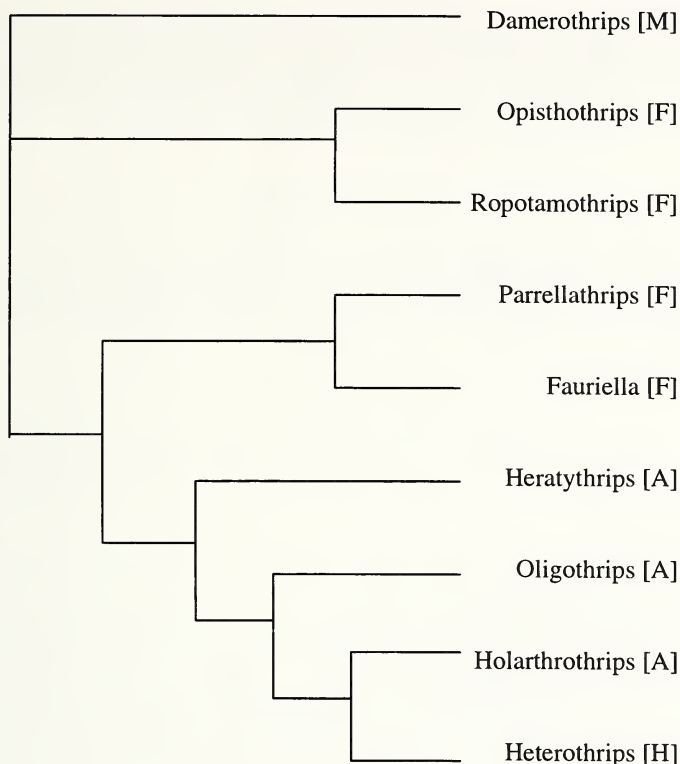 Damerothrips [M]
Opisthothrips [F]
Ropotamothrips [F]
Parrellathrips [F]
Fauriella [F]
Heratythrips [A]
Oligothrips [A]
Holarthrothrips [A]
Heterothrips [H]